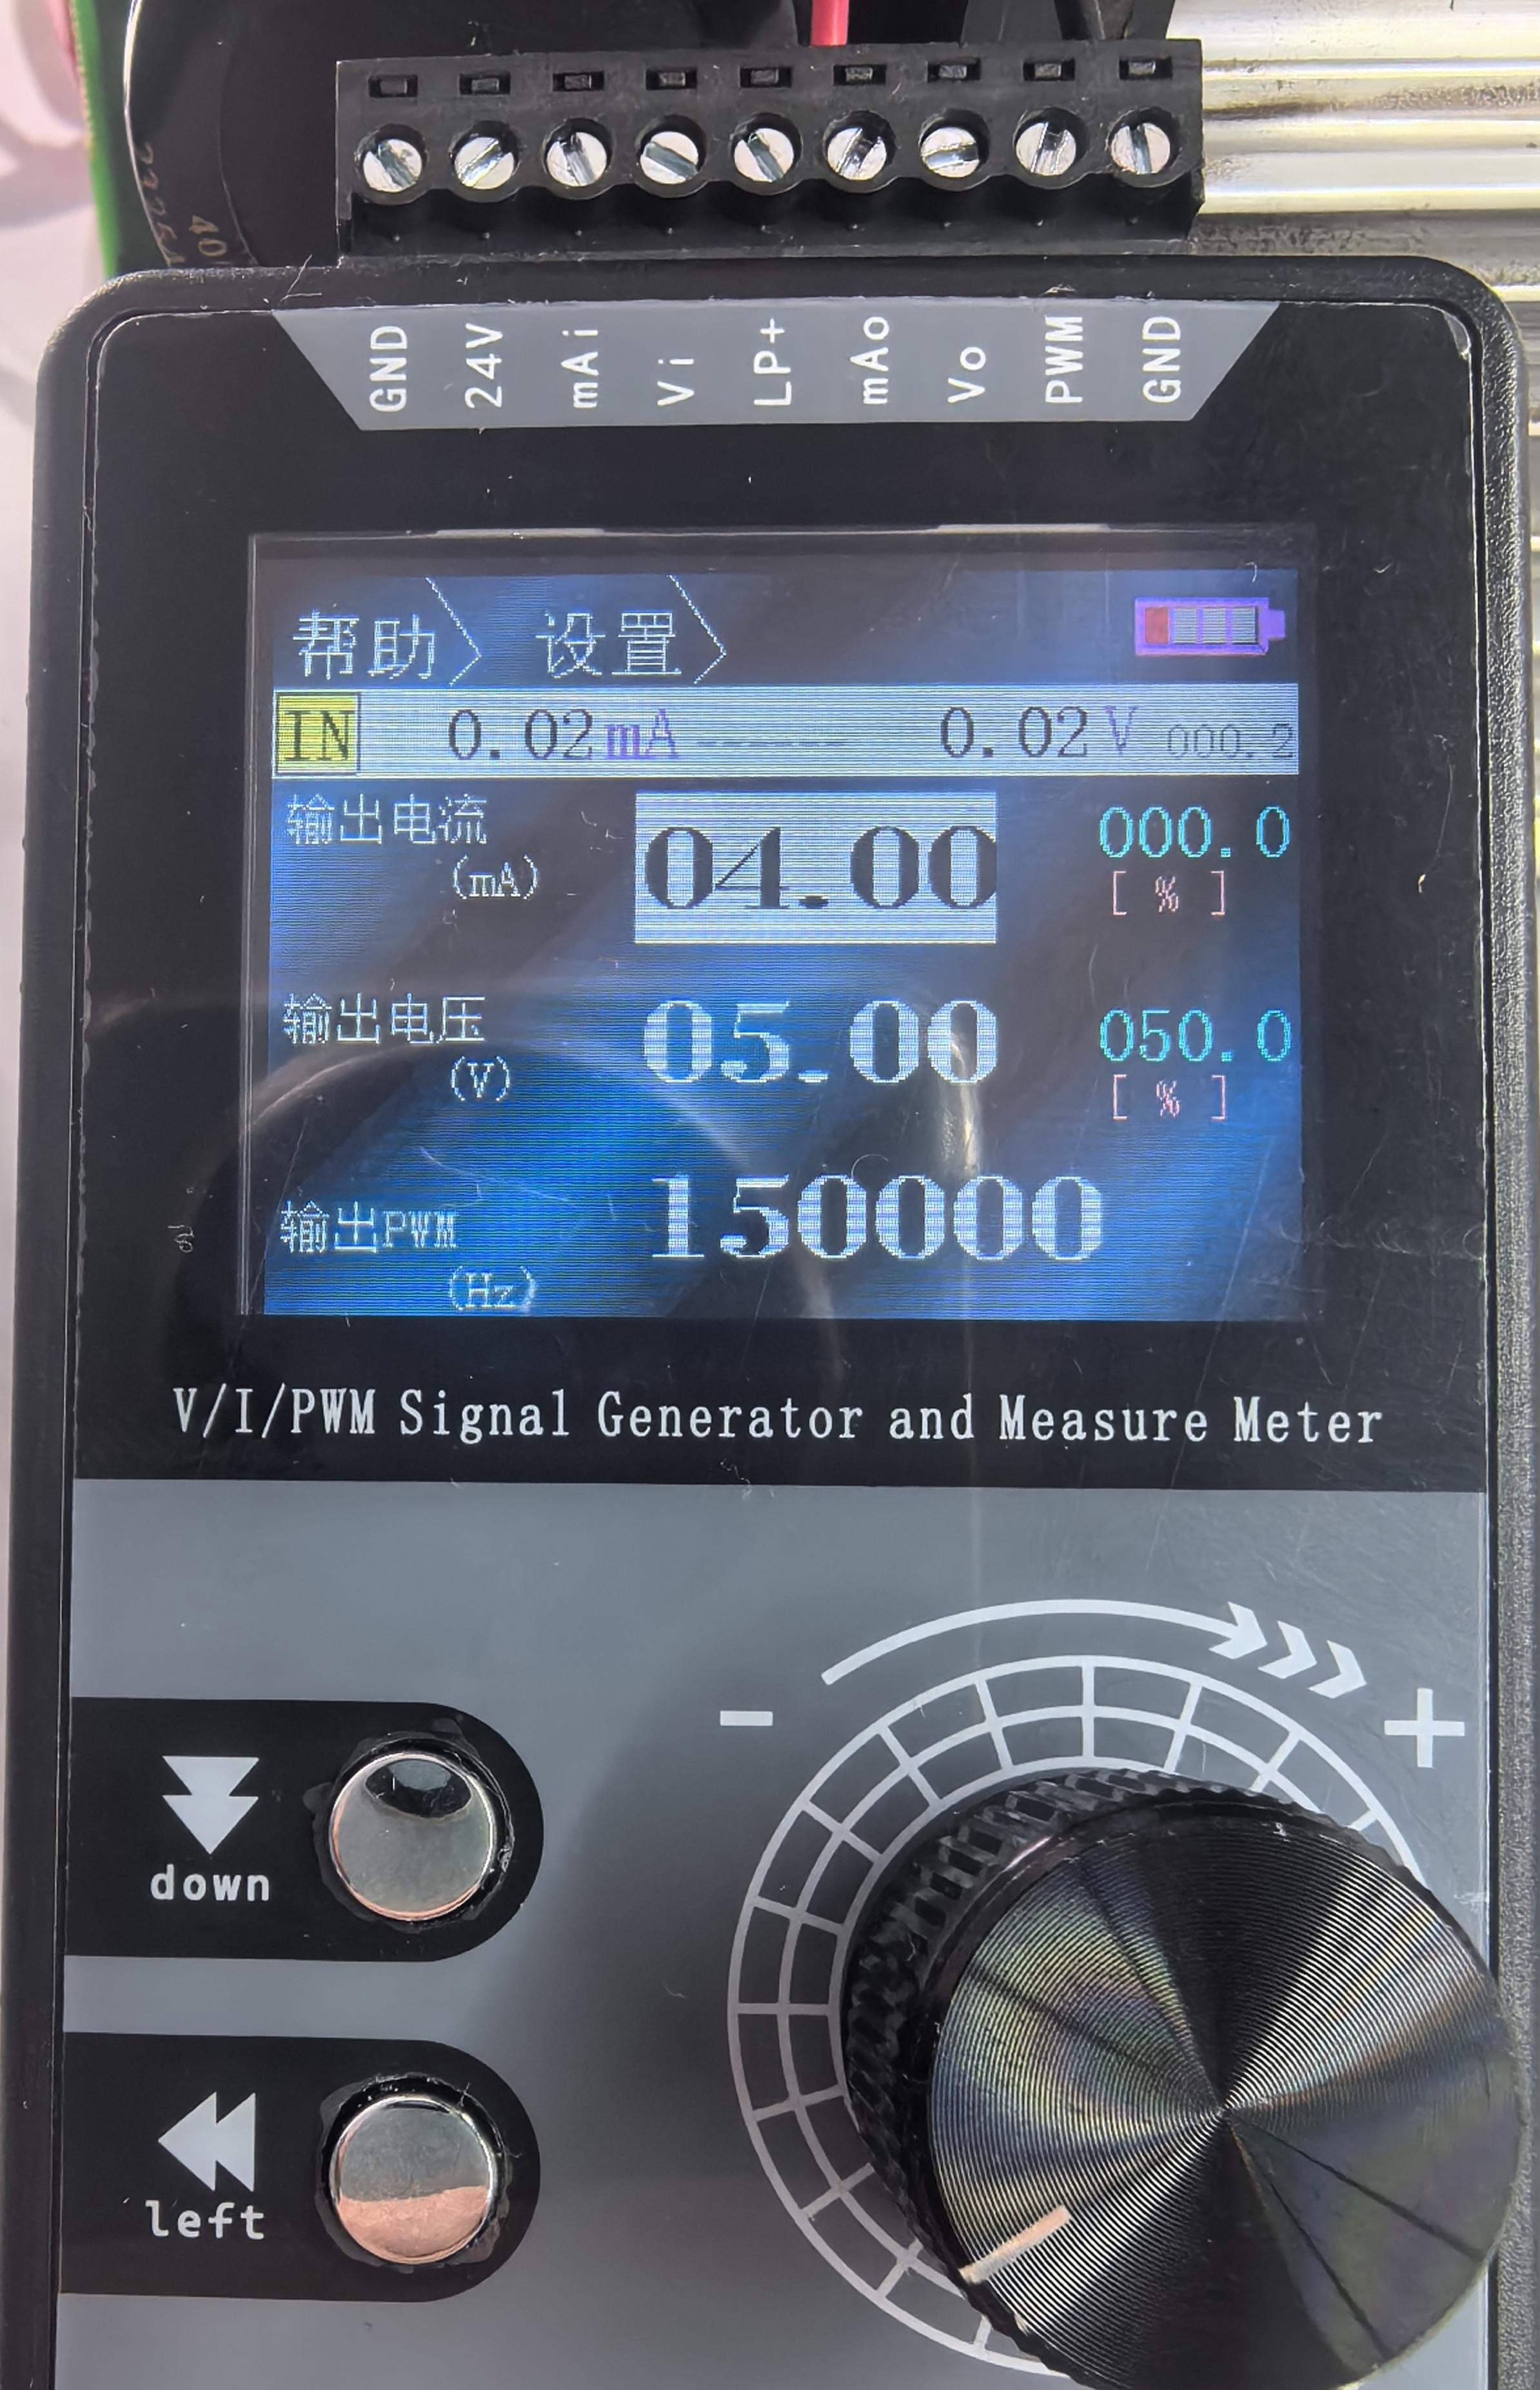 GND 24V mAi Vi LP+ mAo Vo PWM GND
帮助 设置
IN 0.02mA ------ 0.02V 000.2
输出电流 04.00 000.0
(mA) [ % ]
输出电压 05.00 050.0
(V) [ % ]
输出PWM 150000
(Hz)
V/I/PWM Signal Generator and Measure Meter
- +
down
left